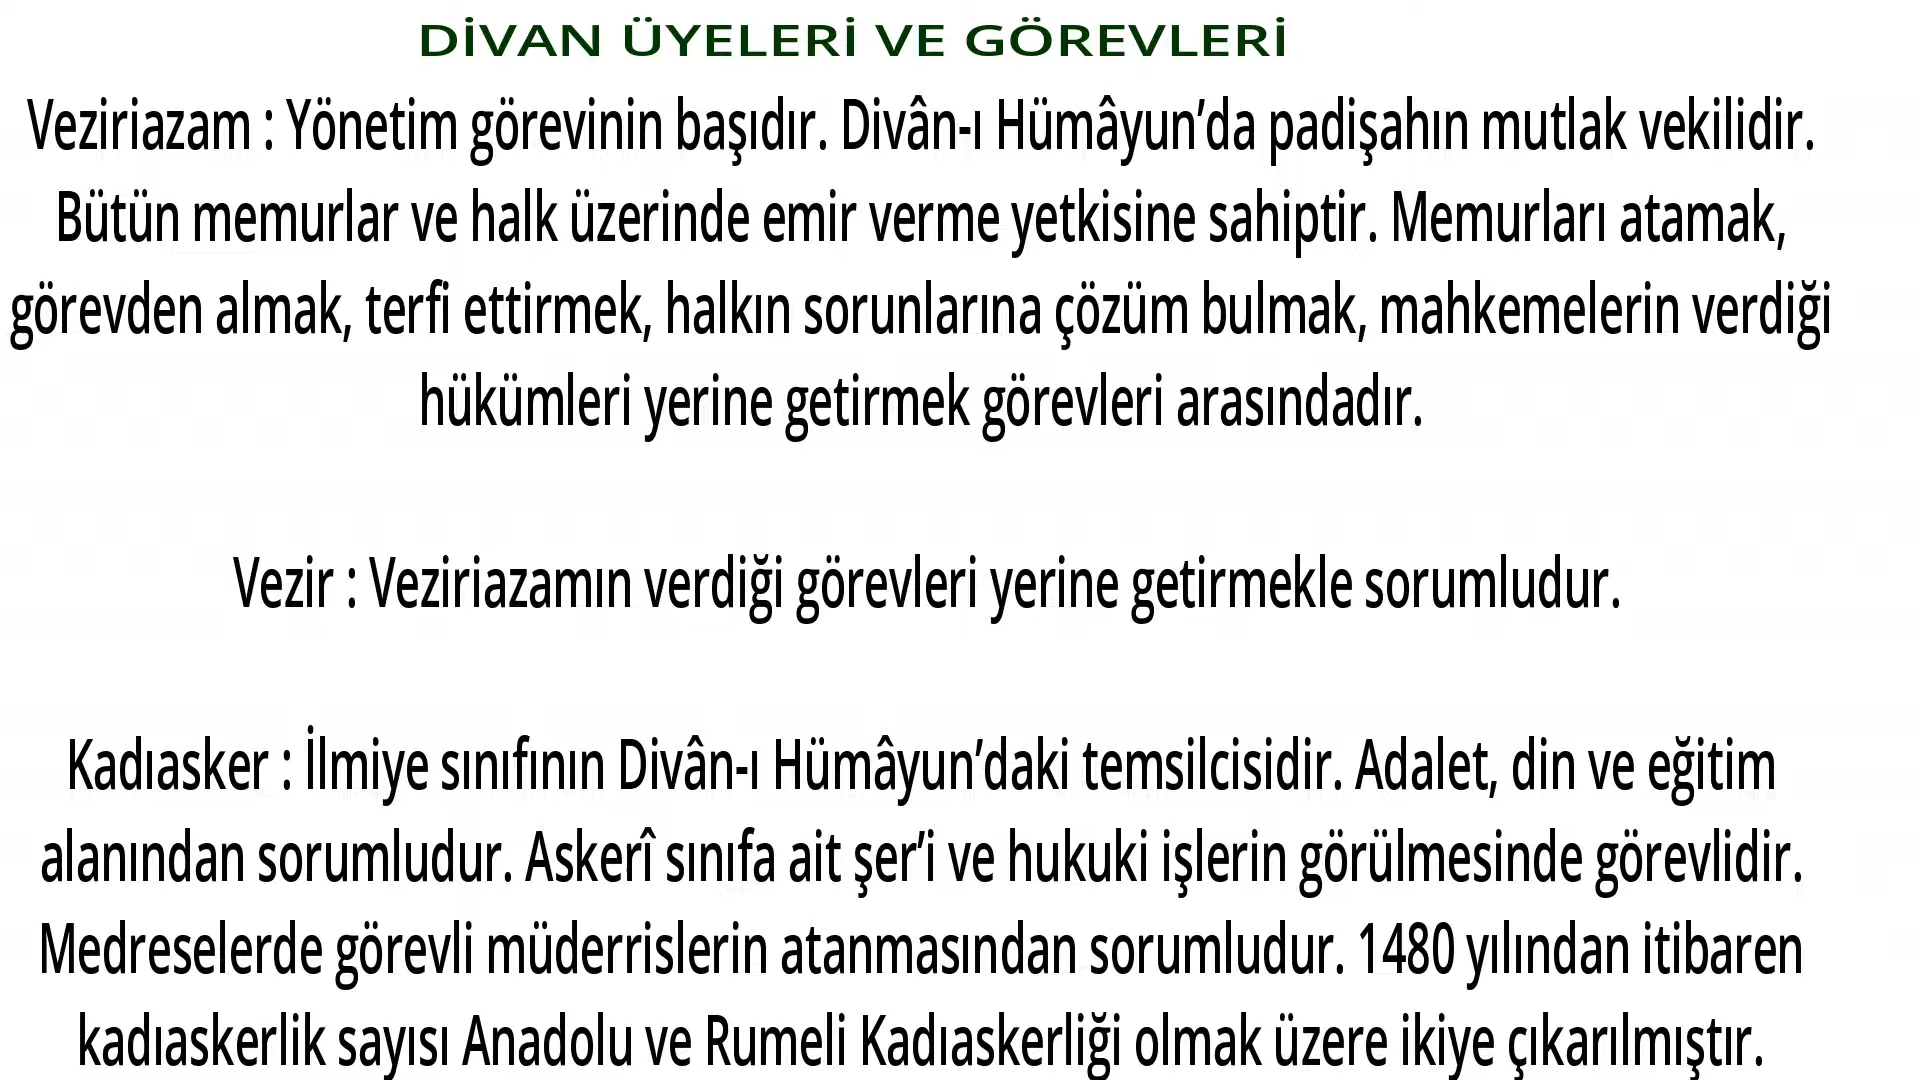 DİVAN ÜYELERİ VE GÖREVLERİ
Veziriazam : Yönetim görevinin başıdır. Divân-ı Hümâyun’da padişahın mutlak vekilidir.
Bütün memurlar ve halk üzerinde emir verme yetkisine sahiptir. Memurları atamak,
görevden almak, terfi ettirmek, halkın sorunlarına çözüm bulmak, mahkemelerin verdiği
hükümleri yerine getirmek görevleri arasındadır.
Vezir : Veziriazamın verdiği görevleri yerine getirmekle sorumludur.
Kadıasker : İlmiye sınıfının Divân-ı Hümâyun’daki temsilcisidir. Adalet, din ve eğitim
alanından sorumludur. Askerî sınıfa ait şer’i ve hukuki işlerin görülmesinde görevlidir.
Medreselerde görevli müderrislerin atanmasından sorumludur. 1480 yılından itibaren
kadıaskerlik sayısı Anadolu ve Rumeli Kadıaskerliği olmak üzere ikiye çıkarılmıştır.